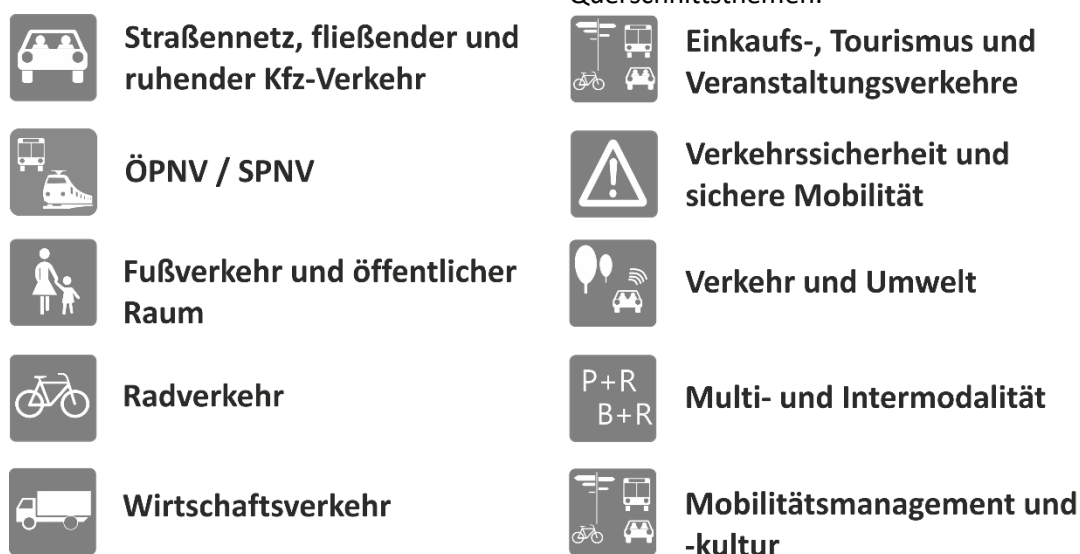 Straßennetz, fließender und
ruhender Kfz-Verkehr
ÖPNV / SPNV
Fußverkehr und öffentlicher
Raum
Radverkehr
Wirtschaftsverkehr
Querschnittsthemen:
Einkaufs-, Tourismus und
Veranstaltungsverkehre
Verkehrssicherheit und
sichere Mobilität
Verkehr und Umwelt
P+R
B+R
Multi- und Intermodalität
Mobilitätsmanagement und
-kultur